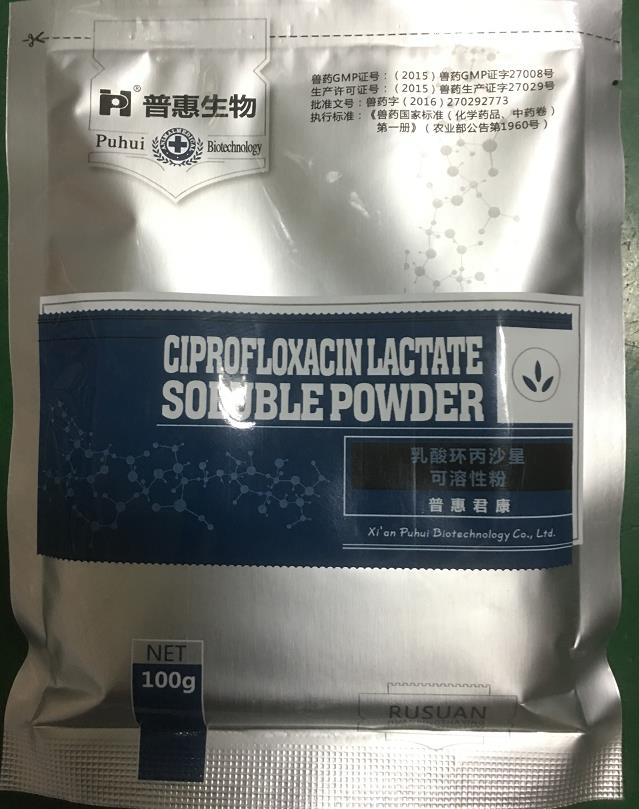 兽药GMP证号：（2015）兽药GMP证字27008号
生产许可证号：（2015）兽药生产证字27029号
批准文号：兽药字（2016）270292773
执行标准：《兽药国家标准（化学药品、中药卷）
第一册》（农业部公告第1960号）
普惠生物®
Puhui Biotechnology
CIPROFLOXACIN LACTATE
SOLUBLE POWDER
乳酸环丙沙星
可溶性粉
普惠君康
Xi'an Puhui Biotechnology Co., Ltd.
NET
100g
RUSUAN